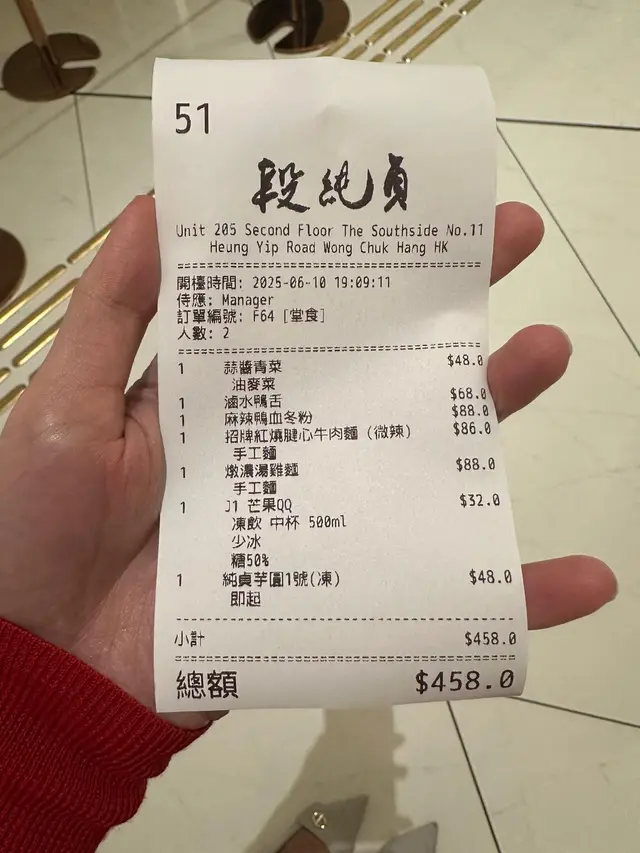 51
段純貞
Unit 205 Second Floor The Southside No.11
Heung Yip Road Wong Chuk Hang HK
開檯時間: 2025-06-10 19:09:11
侍應: Manager
訂單編號: F64 [堂食]
人數: 2
1 蒜醬青菜 $48.0
油麥菜
1 滷水鴨舌 $68.0
1 麻辣鴨血冬粉 $88.0
1 招牌紅燒腱心牛肉麵 (微辣) $86.0
手工麵
1 燉濃湯雞麵 $88.0
手工麵
1 J1 芒果QQ $32.0
凍飲 中杯 500ml
少冰
糖50%
1 純貞芋圓1號(凍) $48.0
即起
小計 $458.0
總額 $458.0